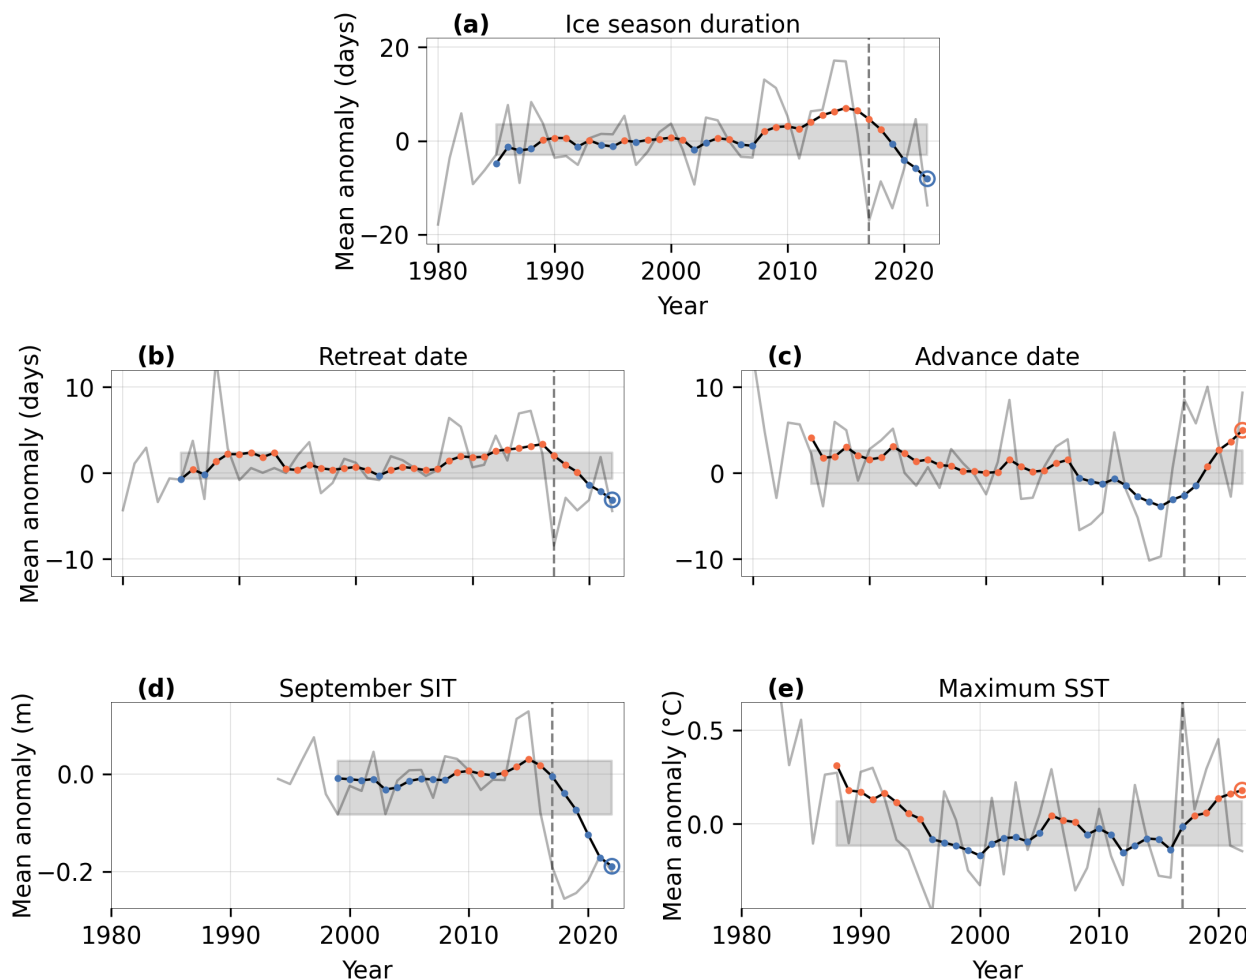 (a) Ice season duration
Mean anomaly (days)
20
0
−20
1980 1990 2000 2010 2020
Year
(b) Retreat date
Mean anomaly (days)
10
0
−10
(c) Advance date
10
0
−10
(d) September SIT
Mean anomaly (m)
0.0
−0.2
1980 1990 2000 2010 2020
Year
(e) Maximum SST
Mean anomaly (°C)
0.5
0.0
1980 1990 2000 2010 2020
Year